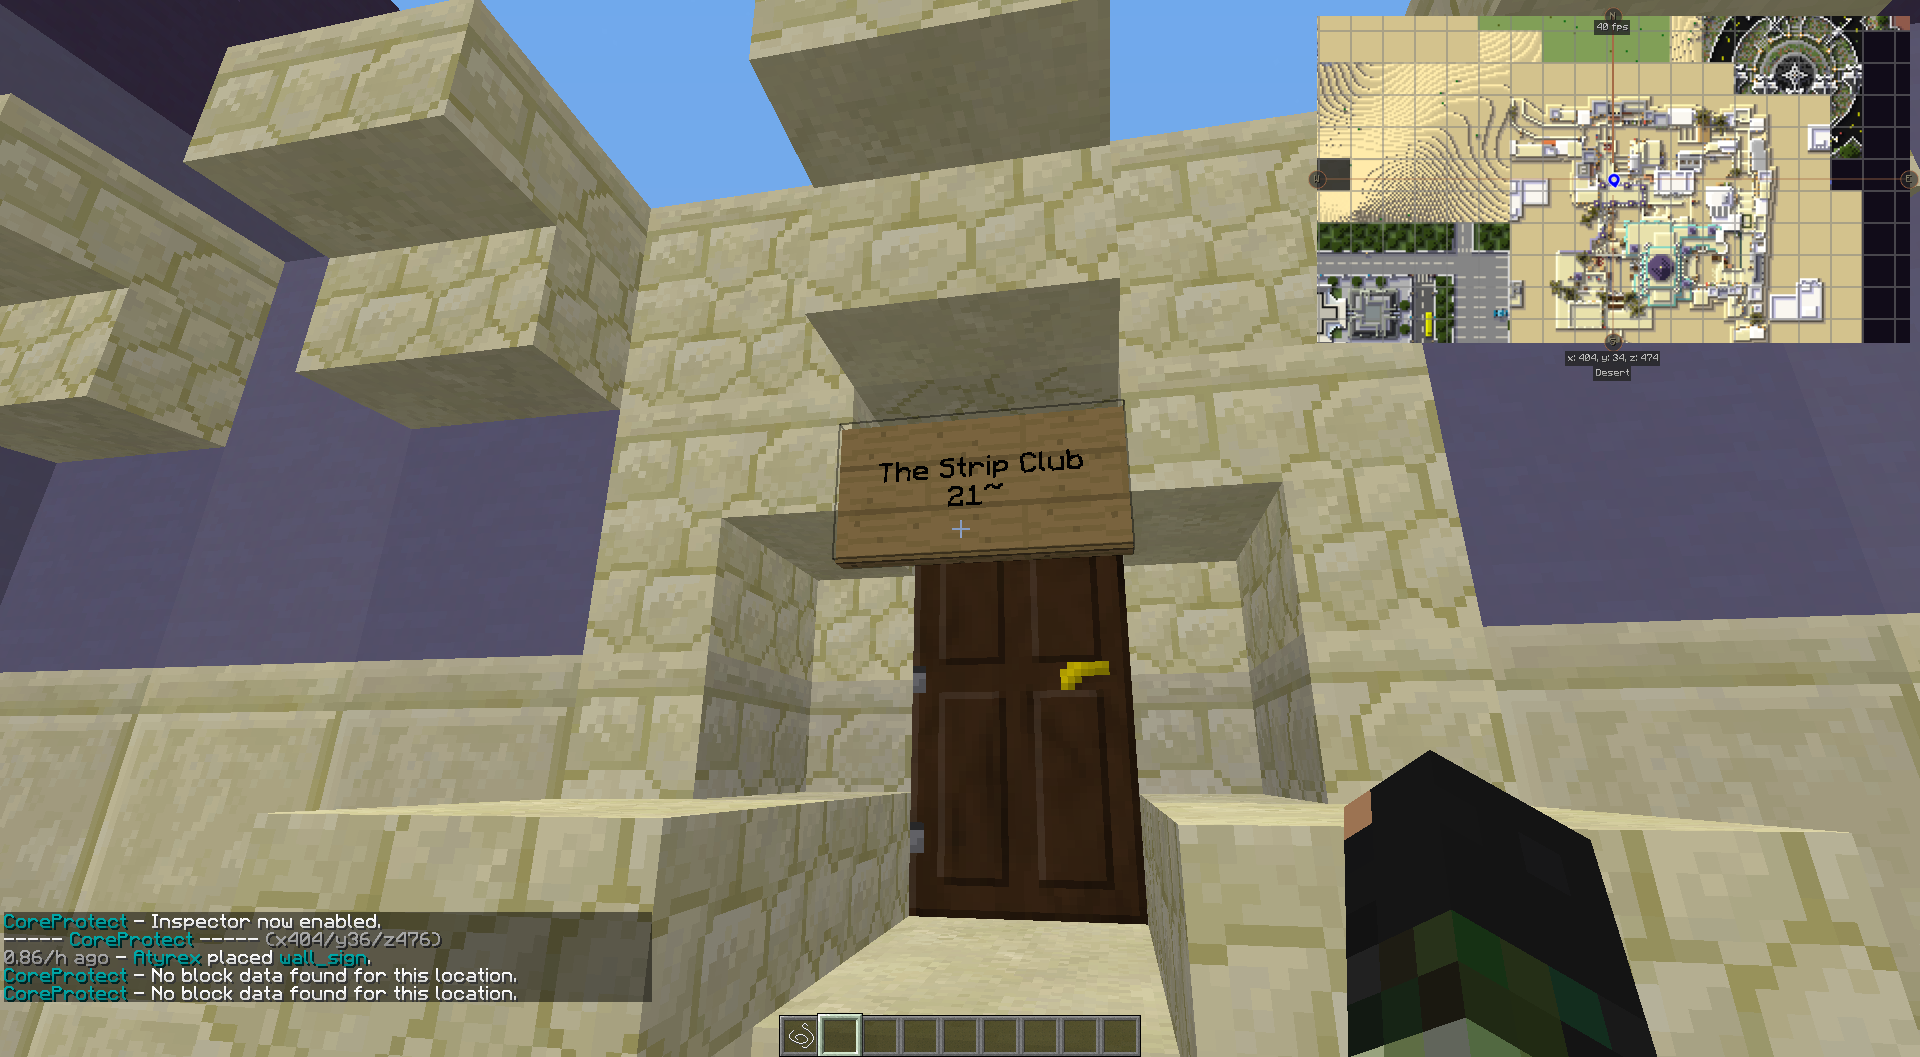 N
40 fps
W
E
S
x: 404, y: 34, z: 474
Desert
The Strip Club
21~
CoreProtect - Inspector now enabled.
----- CoreProtect ----- (x404/y36/z476)
0.86/h ago - Atyrex placed wall_sign.
CoreProtect - No block data found for this location.
CoreProtect - No block data found for this location.